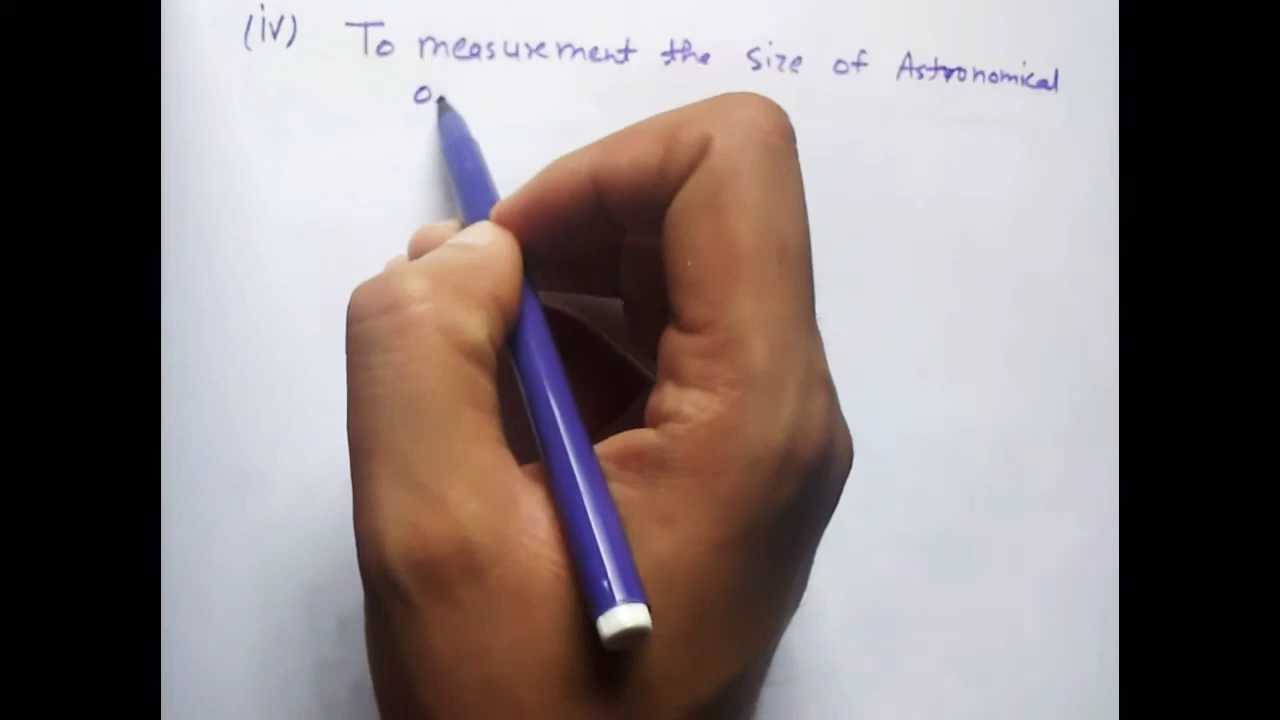 (iv) To measurement the size of Astronomical
o